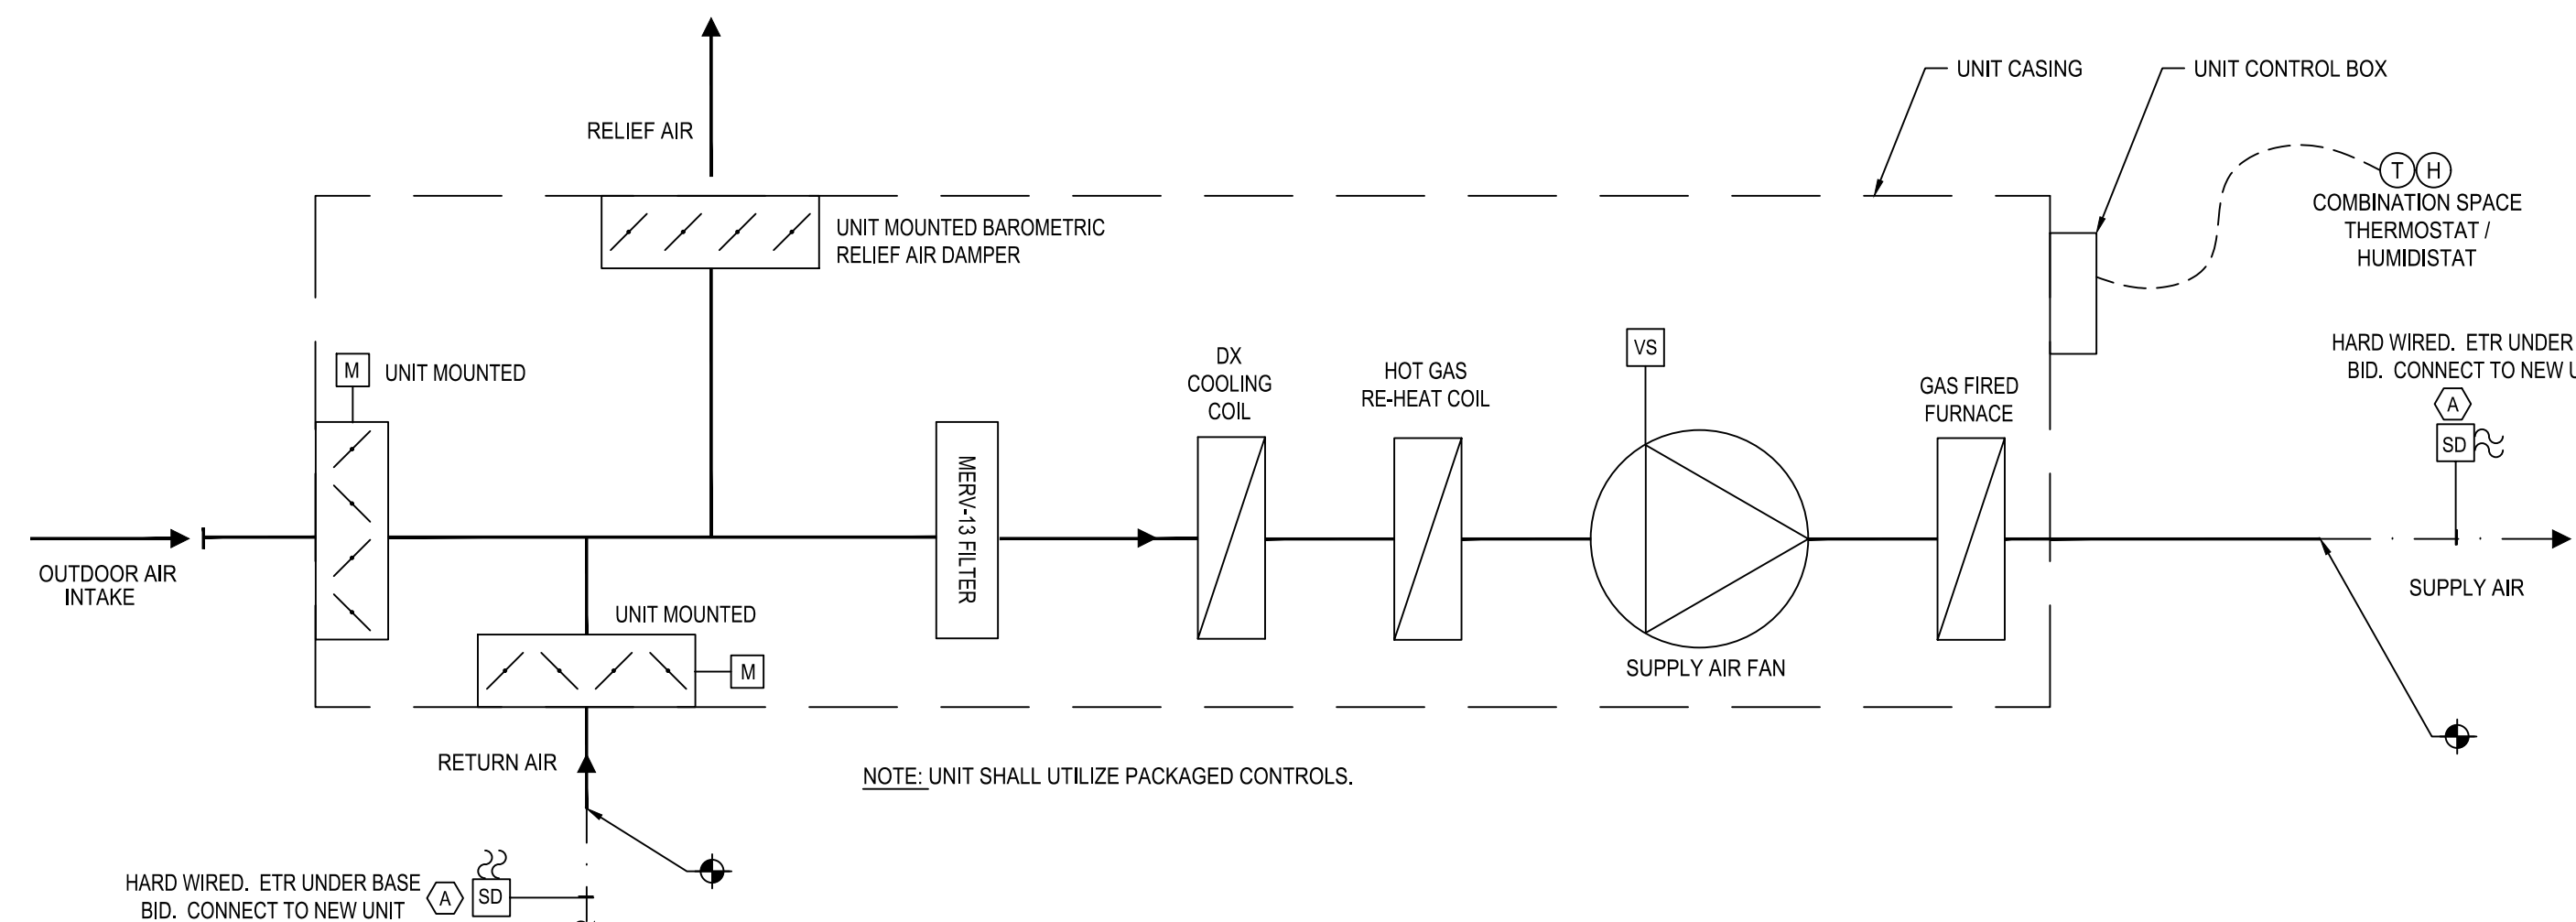 RELIEF AIR
UNIT CASING
UNIT CONTROL BOX
T H
COMBINATION SPACE
THERMOSTAT /
HUMIDISTAT
UNIT MOUNTED BAROMETRIC
RELIEF AIR DAMPER
M
UNIT MOUNTED
DX
COOLING
COIL
HOT GAS
RE-HEAT COIL
VS
GAS FIRED
FURNACE
HARD WIRED. ETR UNDER
BID. CONNECT TO NEW
A
SD
MERV-13 FILTER
OUTDOOR AIR
INTAKE
SUPPLY AIR
UNIT MOUNTED
M
SUPPLY AIR FAN
RETURN AIR
NOTE: UNIT SHALL UTILIZE PACKAGED CONTROLS.
HARD WIRED. ETR UNDER BASE
BID. CONNECT TO NEW UNIT
A
SD